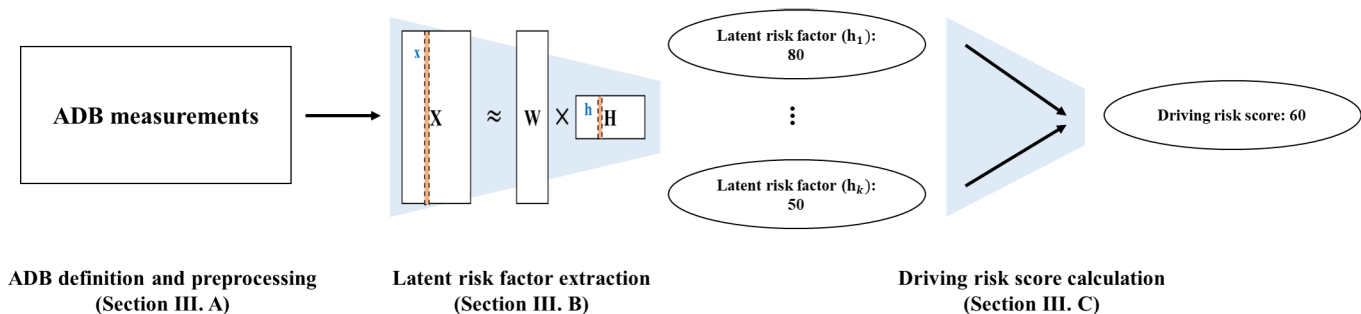 ADB measurements
x
X
≈
W
×
h
H
Latent risk factor (h₁):
80
⋮
Latent risk factor (hₖ):
50
Driving risk score: 60
ADB definition and preprocessing
(Section III. A)
Latent risk factor extraction
(Section III. B)
Driving risk score calculation
(Section III. C)